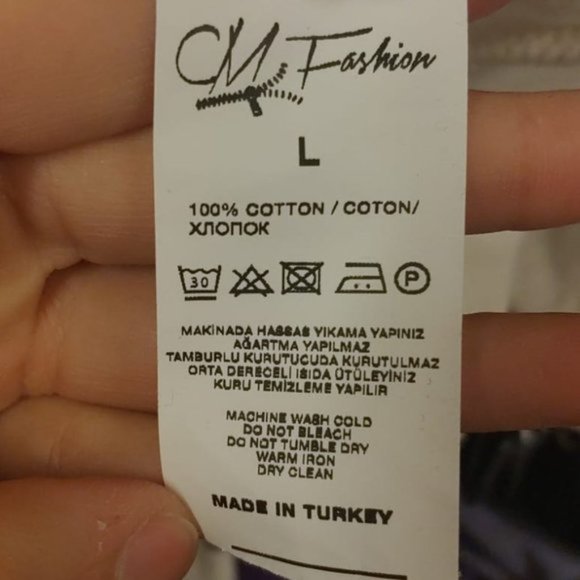 CM Fashion
L
100% COTTON / COTON/
ХЛОПОК
30 P
MAKİNADA HASSAS YIKAMA YAPINIZ
AĞARTMA YAPILMAZ
TAMBURLU KURUTUCUDA KURUTULMAZ
ORTA DERECELİ ISIDA ÜTÜLEYİNİZ
KURU TEMİZLEME YAPILIR
MACHINE WASH COLD
DO NOT BLEACH
DO NOT TUMBLE DRY
WARM IRON
DRY CLEAN
MADE IN TURKEY